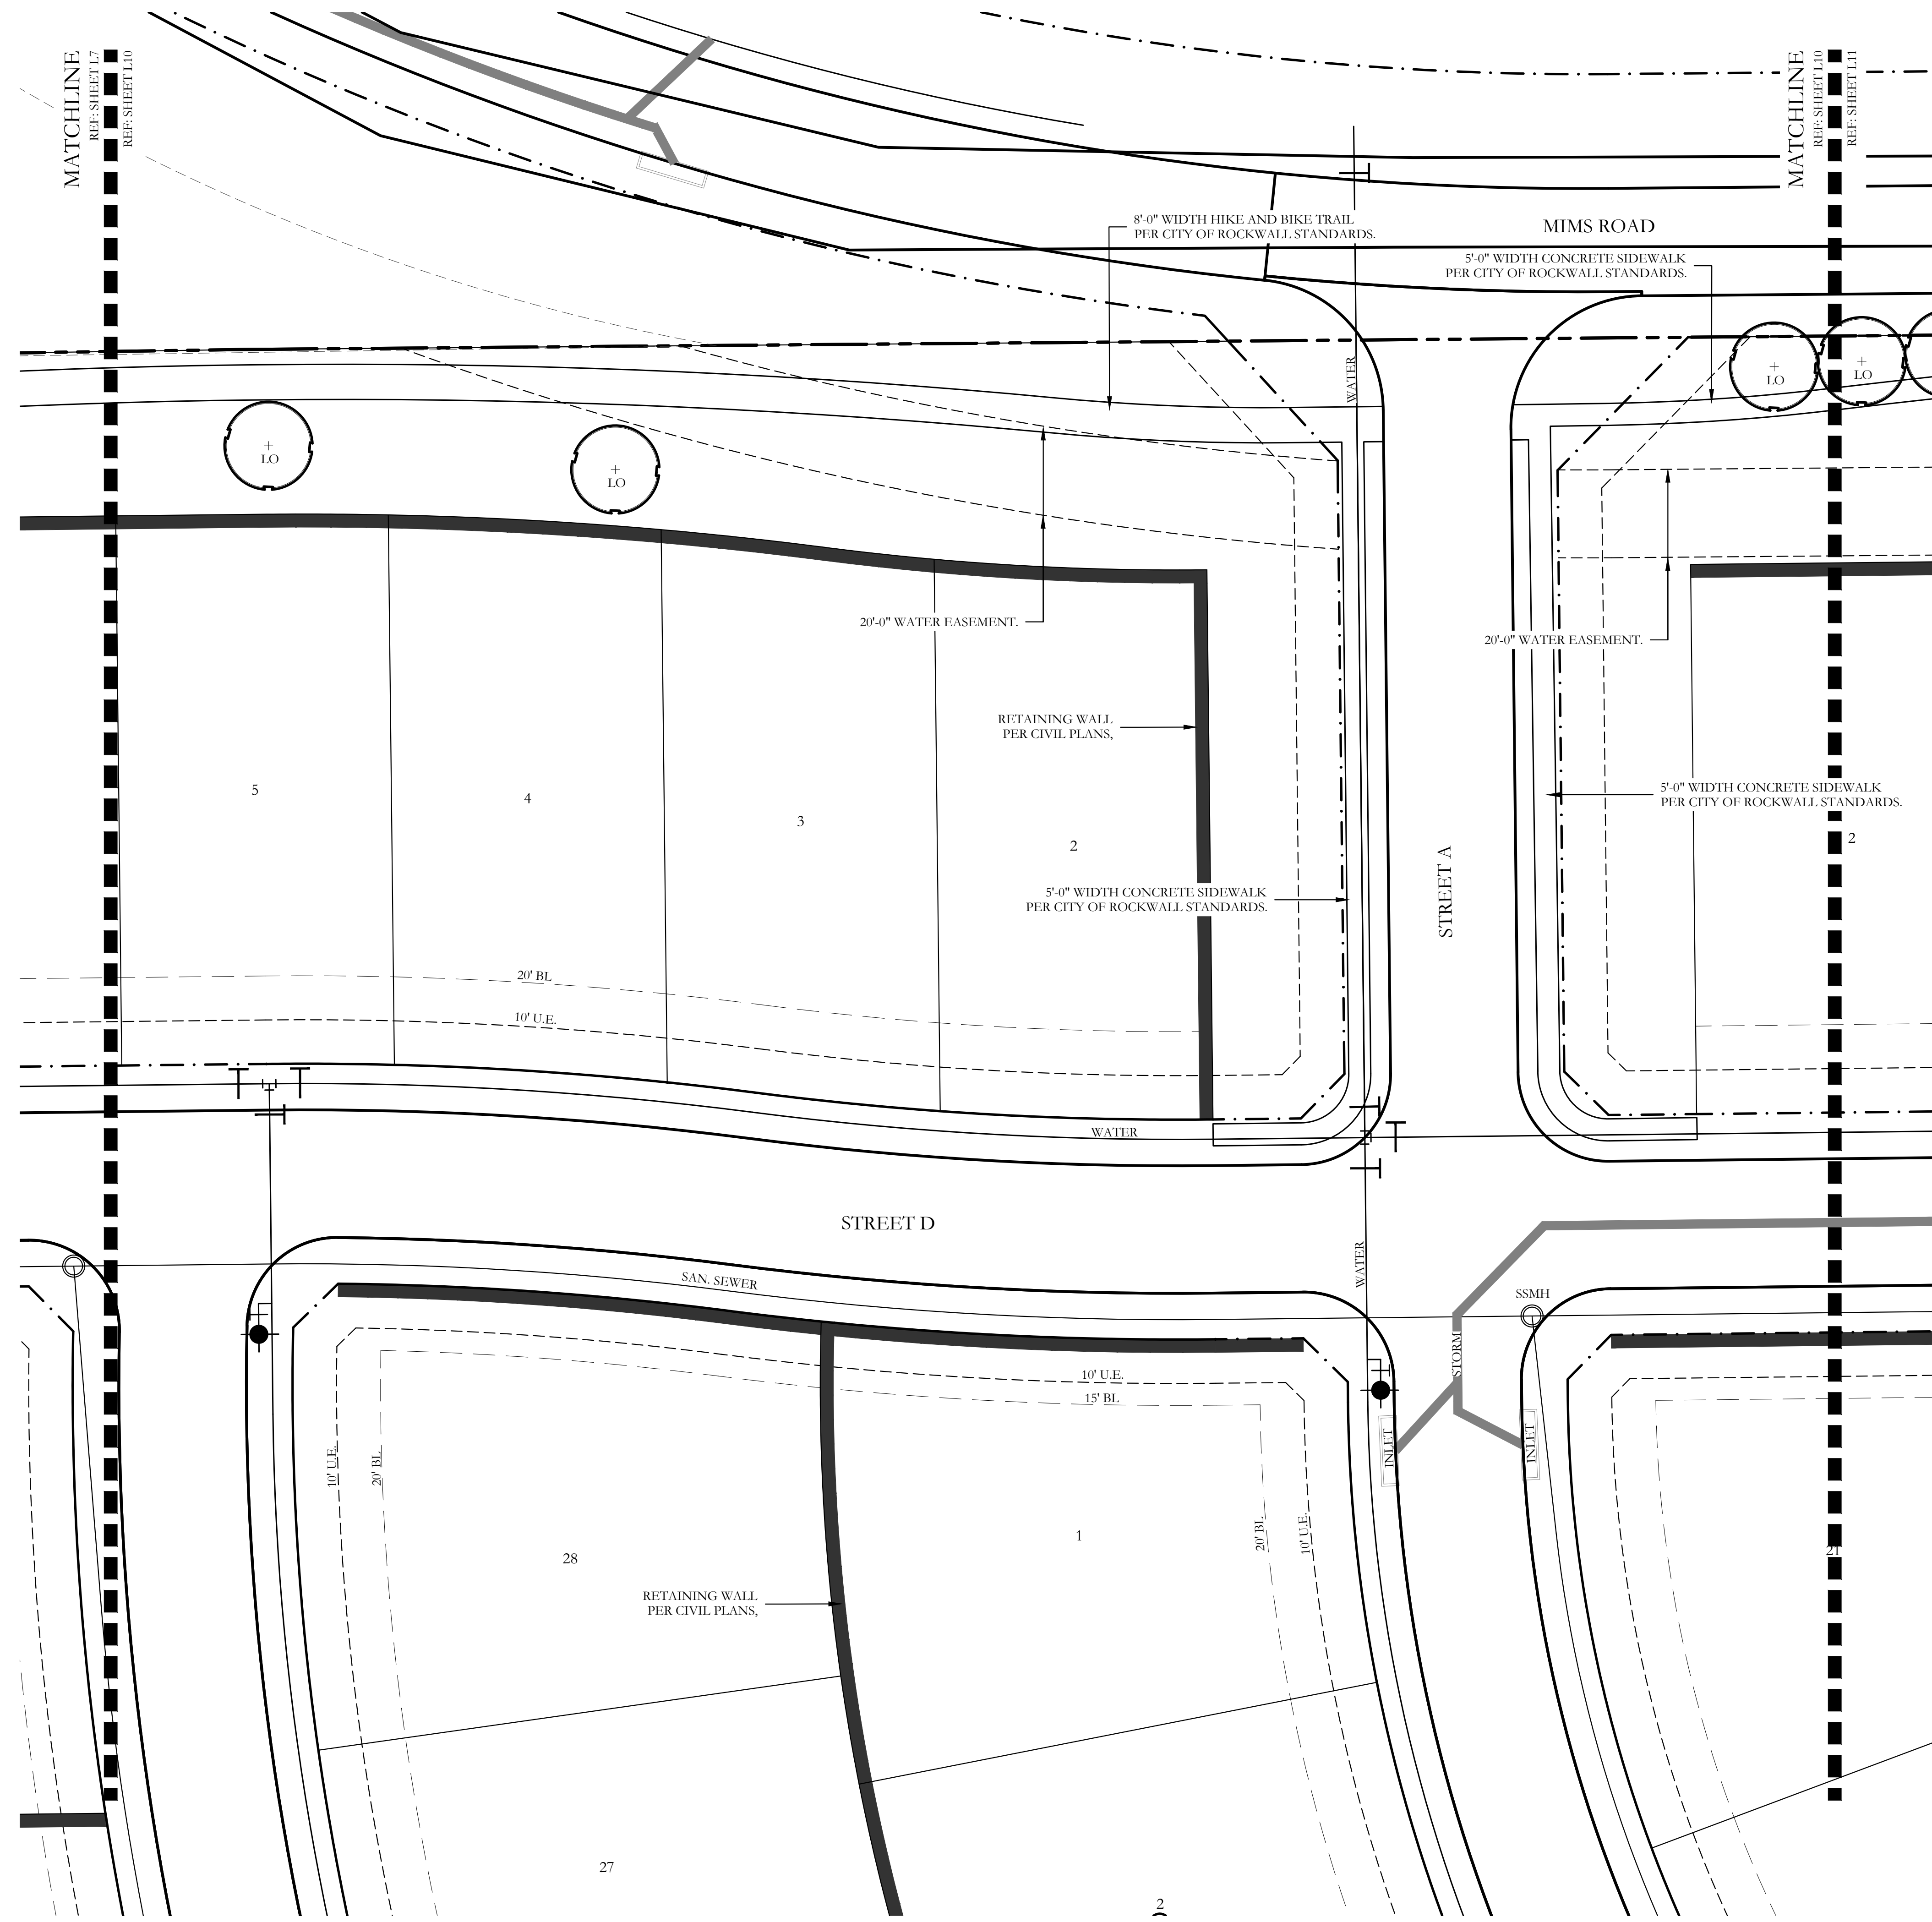 MATCHLINE
REF: SHEET L7
REF: SHEET L10
MATCHLINE
REF: SHEET L10
REF: SHEET L11
8'-0" WIDTH HIKE AND BIKE TRAIL
PER CITY OF ROCKWALL STANDARDS.
MIMS ROAD
5'-0" WIDTH CONCRETE SIDEWALK
PER CITY OF ROCKWALL STANDARDS.
WATER
LO
LO
LO
LO
20'-0" WATER EASEMENT.
20'-0" WATER EASEMENT.
RETAINING WALL
PER CIVIL PLANS,
5
4
3
2
5'-0" WIDTH CONCRETE SIDEWALK
PER CITY OF ROCKWALL STANDARDS.
2
5'-0" WIDTH CONCRETE SIDEWALK
PER CITY OF ROCKWALL STANDARDS.
STREET A
20' BL
10' U.E.
WATER
STREET D
WATER
SAN. SEWER
SSMH
STORM
10' U.E.
15' BL
INLET
INLET
10' U.E.
20' BL
20' BL
10' U.E.
28
1
21
RETAINING WALL
PER CIVIL PLANS,
27
2